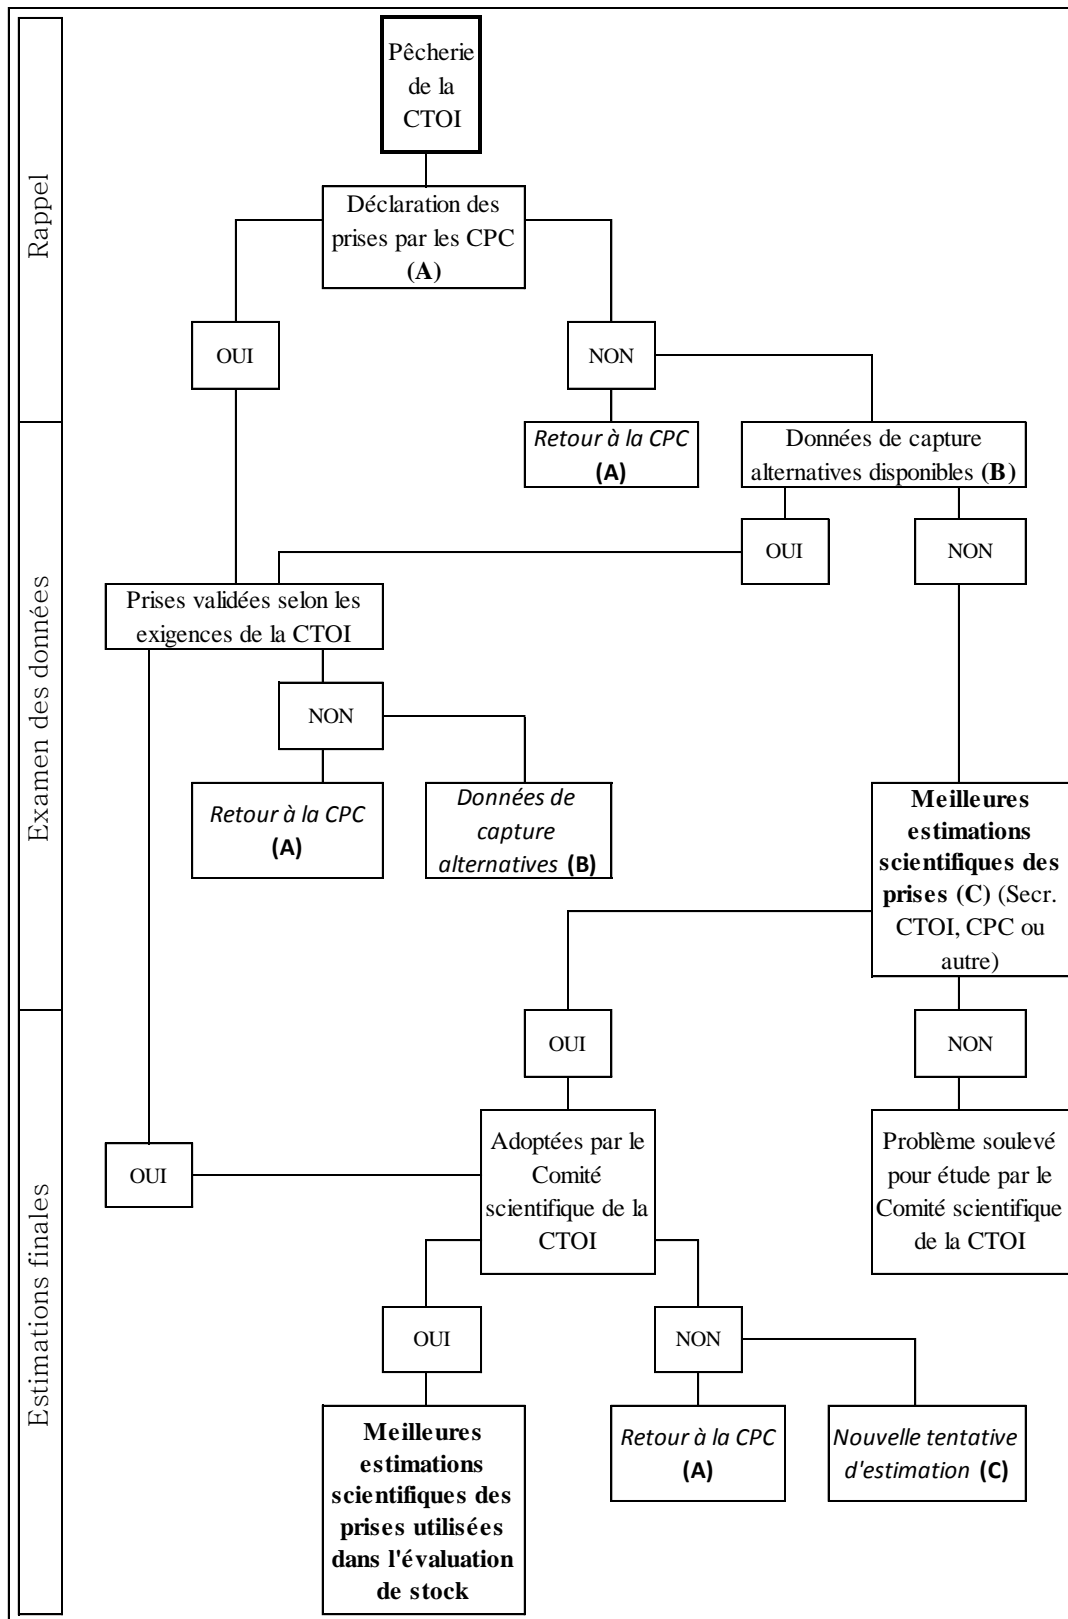 Pêcherie
de la
CTOI
Rappel
Déclaration des
prises par les CPC
(A)
OUI
NON
Retour à la CPC
(A)
Données de capture
alternatives disponibles (B)
OUI
NON
Examen des données
Prises validées selon les
exigences de la CTOI
NON
Retour à la CPC
(A)
Données de
capture
alternatives (B)
Meilleures
estimations
scientifiques des
prises (C) (Secr.
CTOI, CPC ou
autre)
OUI
NON
Estimations finales
OUI
Adoptées par le
Comité
scientifique de la
CTOI
Problème soulevé
pour étude par le
Comité scientifique
de la CTOI
OUI
NON
Meilleures
estimations
scientifiques des
prises utilisées
dans l'évaluation
de stock
Retour à la CPC
(A)
Nouvelle tentative
d'estimation (C)